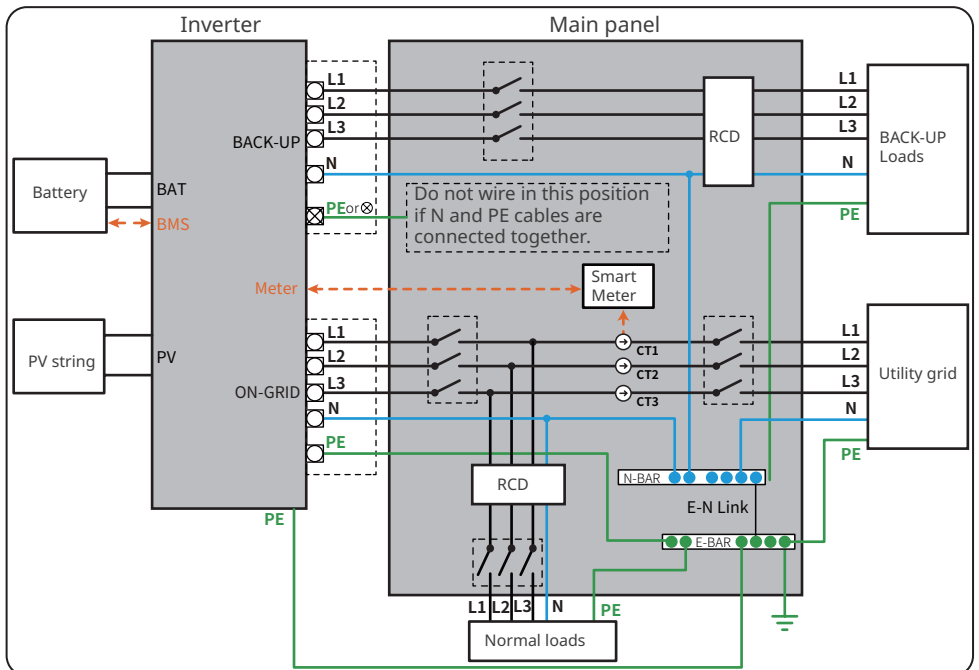 Inverter
Main panel
L1
L2
L3
BACK-UP
N
PE or
RCD
L1
L2
L3
N
PE
BACK-UP
Loads
Battery
BAT
BMS
Do not wire in this position
if N and PE cables are
connected together.
Meter
Smart
Meter
PV string
PV
L1
L2
L3
ON-GRID
N
PE
CT1
CT2
CT3
L1
L2
L3
N
PE
Utility grid
RCD
N-BAR
E-N Link
E-BAR
PE
L1 L2 L3 N PE
Normal loads